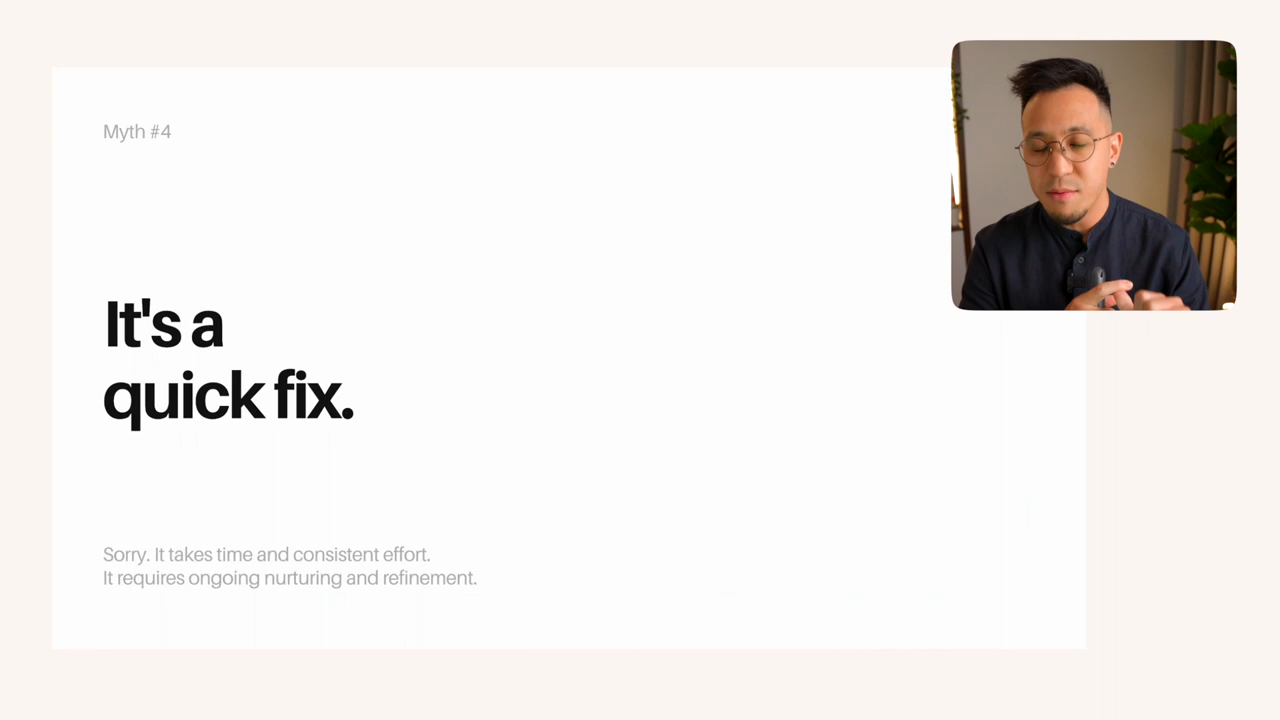 Myth #4
It's a
quick fix.
Sorry. It takes time and consistent effort.
It requires ongoing nurturing and refinement.